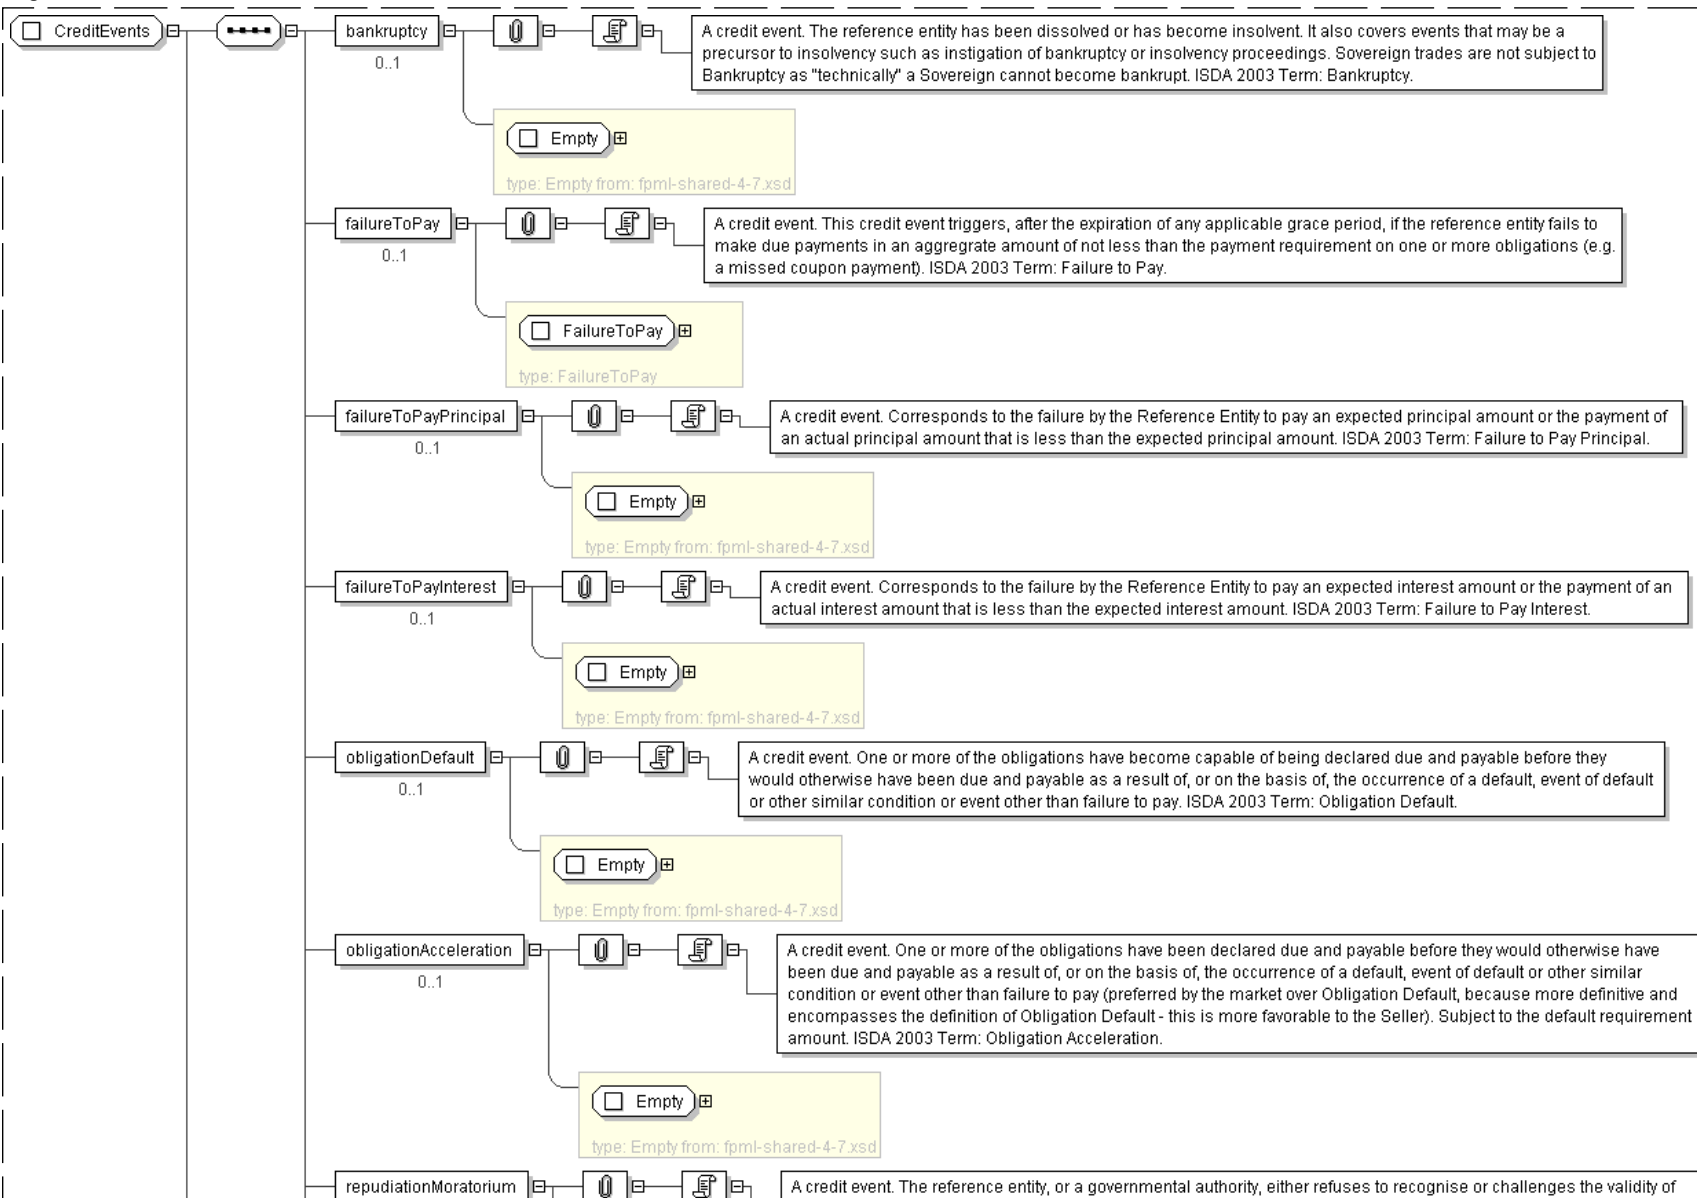 CreditEvents
bankruptcy
0..1
A credit event. The reference entity has been dissolved or has become insolvent. It also covers events that may be a
precursor to insolvency such as instigation of bankruptcy or insolvency proceedings. Sovereign trades are not subject to
Bankruptcy as "technically" a Sovereign cannot become bankrupt. ISDA 2003 Term: Bankruptcy.
Empty
type: Empty from: fpml-shared-4-7.xsd
failureToPay
0..1
A credit event. This credit event triggers, after the expiration of any applicable grace period, if the reference entity fails to
make due payments in an aggregrate amount of not less than the payment requirement on one or more obligations (e.g.
a missed coupon payment). ISDA 2003 Term: Failure to Pay.
FailureToPay
type: FailureToPay
failureToPayPrincipal
0..1
A credit event. Corresponds to the failure by the Reference Entity to pay an expected principal amount or the payment of
an actual principal amount that is less than the expected principal amount. ISDA 2003 Term: Failure to Pay Principal.
Empty
type: Empty from: fpml-shared-4-7.xsd
failureToPayInterest
0..1
A credit event. Corresponds to the failure by the Reference Entity to pay an expected interest amount or the payment of an
actual interest amount that is less than the expected interest amount. ISDA 2003 Term: Failure to Pay Interest.
Empty
type: Empty from: fpml-shared-4-7.xsd
obligationDefault
0..1
A credit event. One or more of the obligations have become capable of being declared due and payable before they
would otherwise have been due and payable as a result of, or on the basis of, the occurrence of a default, event of default
or other similar condition or event other than failure to pay. ISDA 2003 Term: Obligation Default.
Empty
type: Empty from: fpml-shared-4-7.xsd
obligationAcceleration
0..1
A credit event. One or more of the obligations have been declared due and payable before they would otherwise have
been due and payable as a result of, or on the basis of, the occurrence of a default, event of default or other similar
condition or event other than failure to pay (preferred by the market over Obligation Default, because more definitive and
encompasses the definition of Obligation Default - this is more favorable to the Seller). Subject to the default requirement
amount. ISDA 2003 Term: Obligation Acceleration.
Empty
type: Empty from: fpml-shared-4-7.xsd
repudiationMoratorium
A credit event. The reference entity, or a governmental authority, either refuses to recognise or challenges the validity of